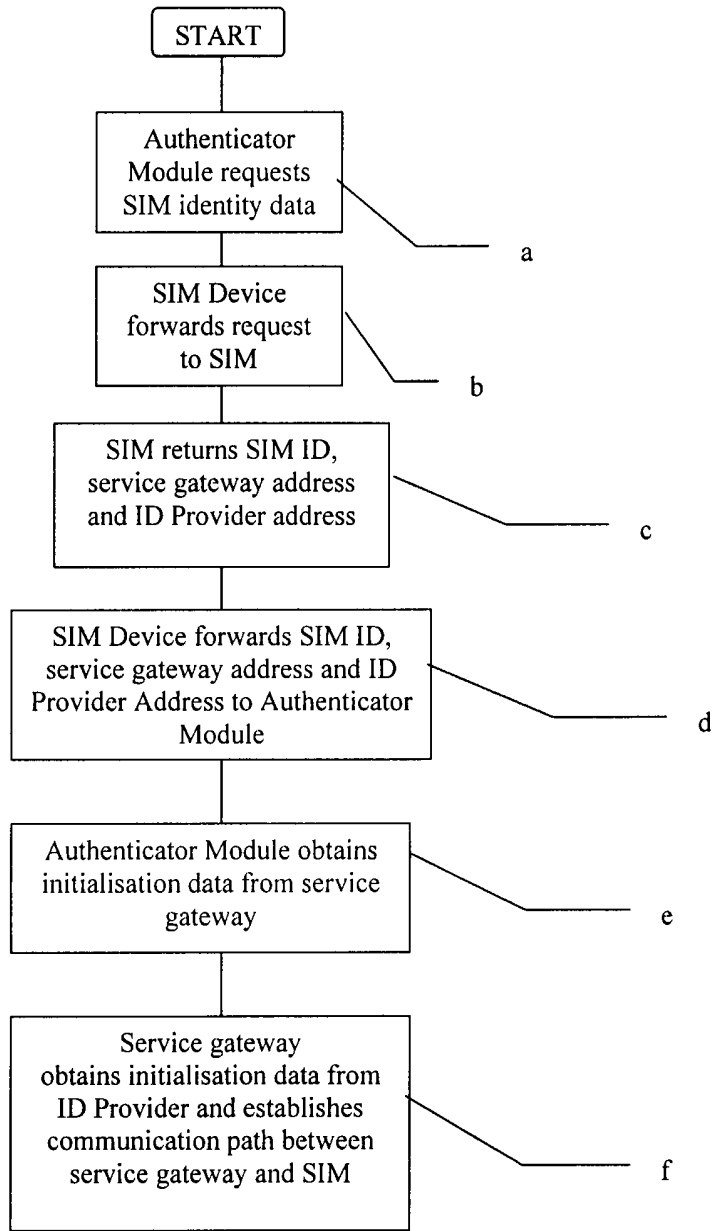 START
Authenticator
Module requests
SIM identity data
a
SIM Device
forwards request
to SIM
b
SIM returns SIM ID,
service gateway address
and ID Provider address
c
SIM Device forwards SIM ID,
service gateway address and ID
Provider Address to Authenticator
Module
d
Authenticator Module obtains
initialisation data from service
gateway
e
Service gateway
obtains initialisation data from
ID Provider and establishes
communication path between
service gateway and SIM
f